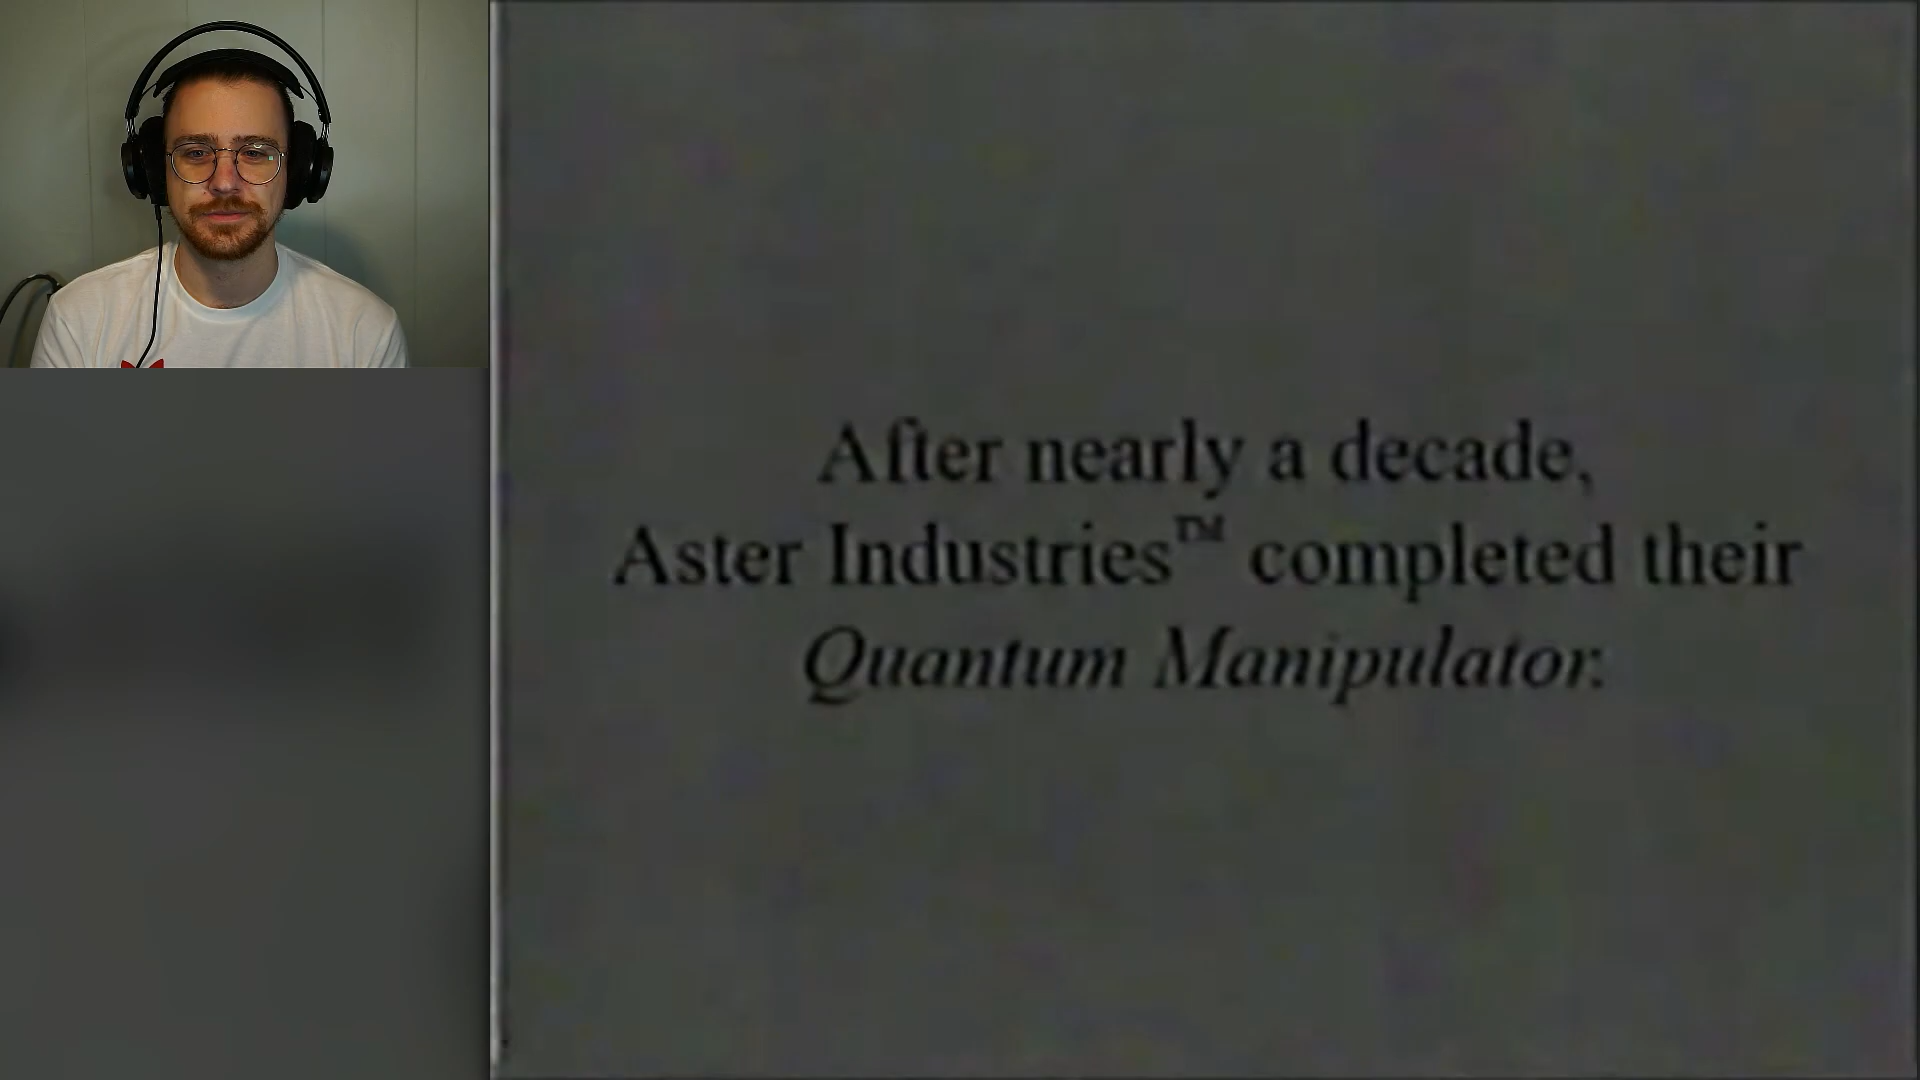 After nearly a decade,
Aster Industries™ completed their
Quantum Manipulator.